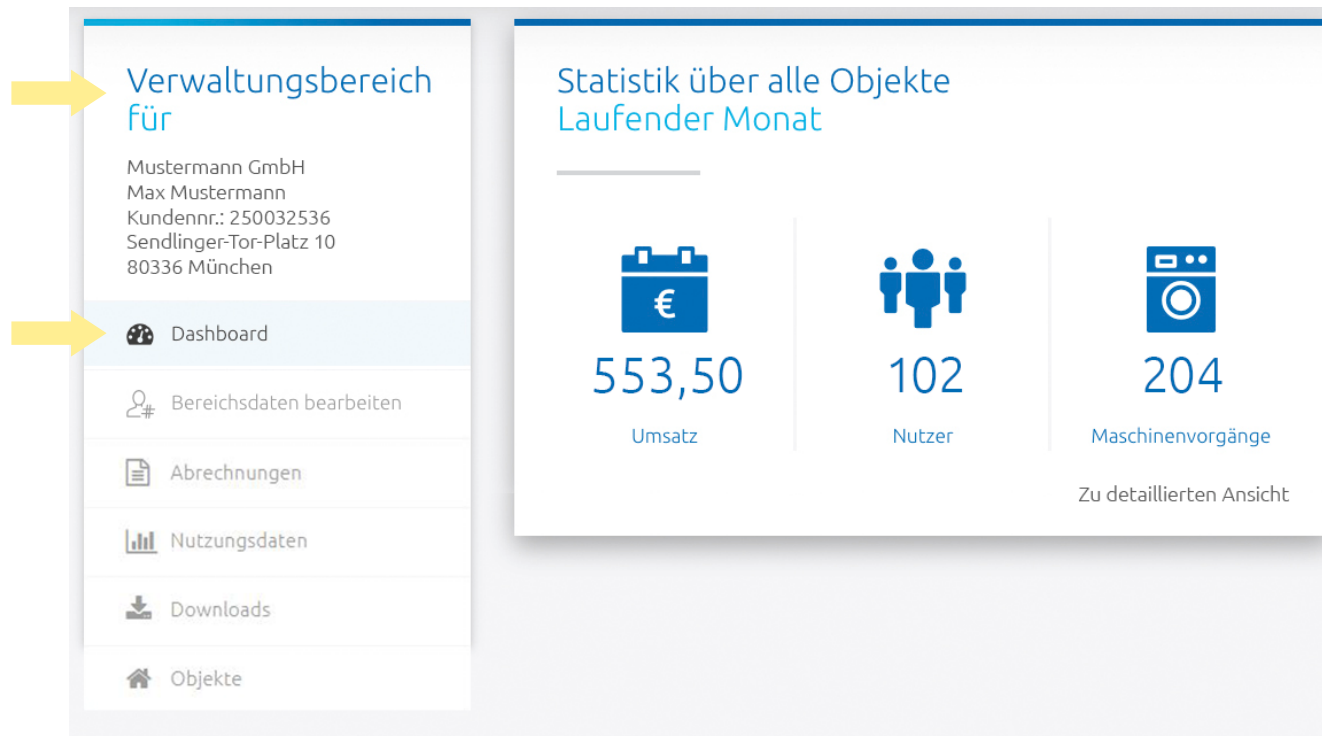 Verwaltungsbereich
für
Mustermann GmbH
Max Mustermann
Kundennr.: 250032536
Sendlinger-Tor-Platz 10
80336 München
Dashboard
Bereichsdaten bearbeiten
Abrechnungen
Nutzungsdaten
Downloads
Objekte
Statistik über alle Objekte
Laufender Monat
€
553,50
Umsatz
102
Nutzer
204
Maschinenvorgänge
Zu detaillierten Ansicht